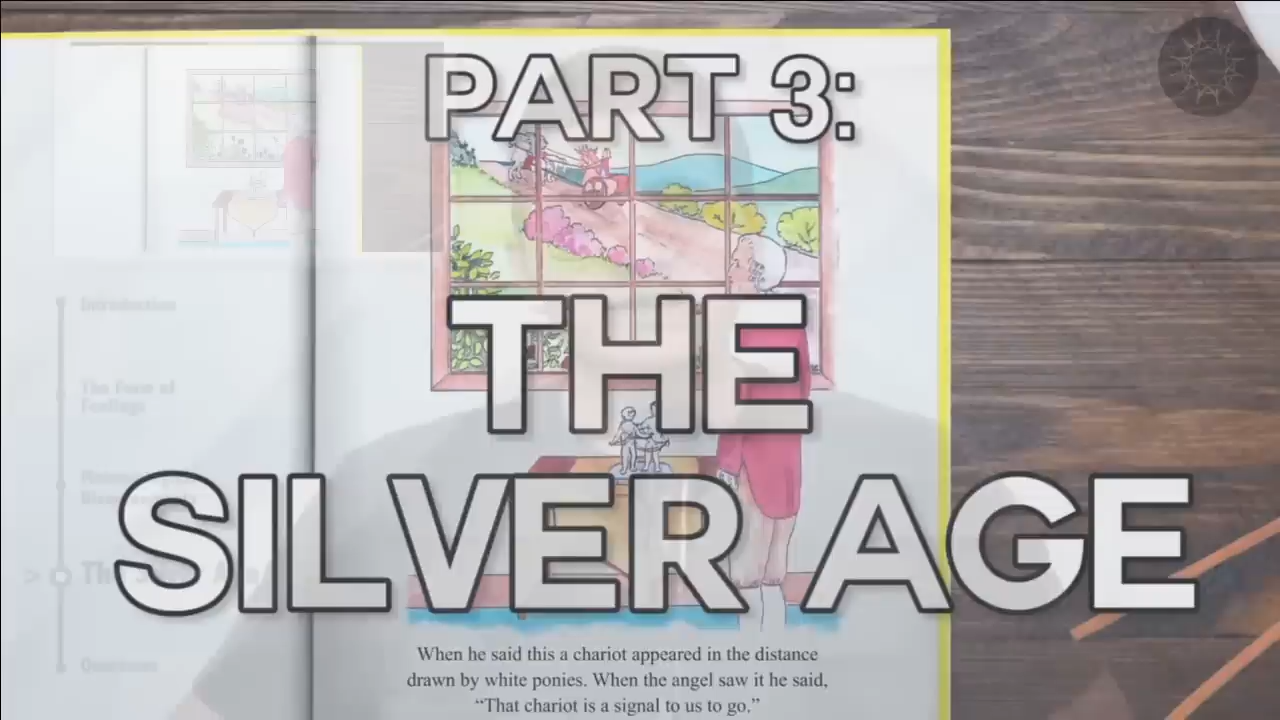 PART 3:
THE
SILVER AGE
Introduction
When he said this a chariot appeared in the distance
drawn by white ponies. When the angel saw it he said,
“That chariot is a signal to us to go.”